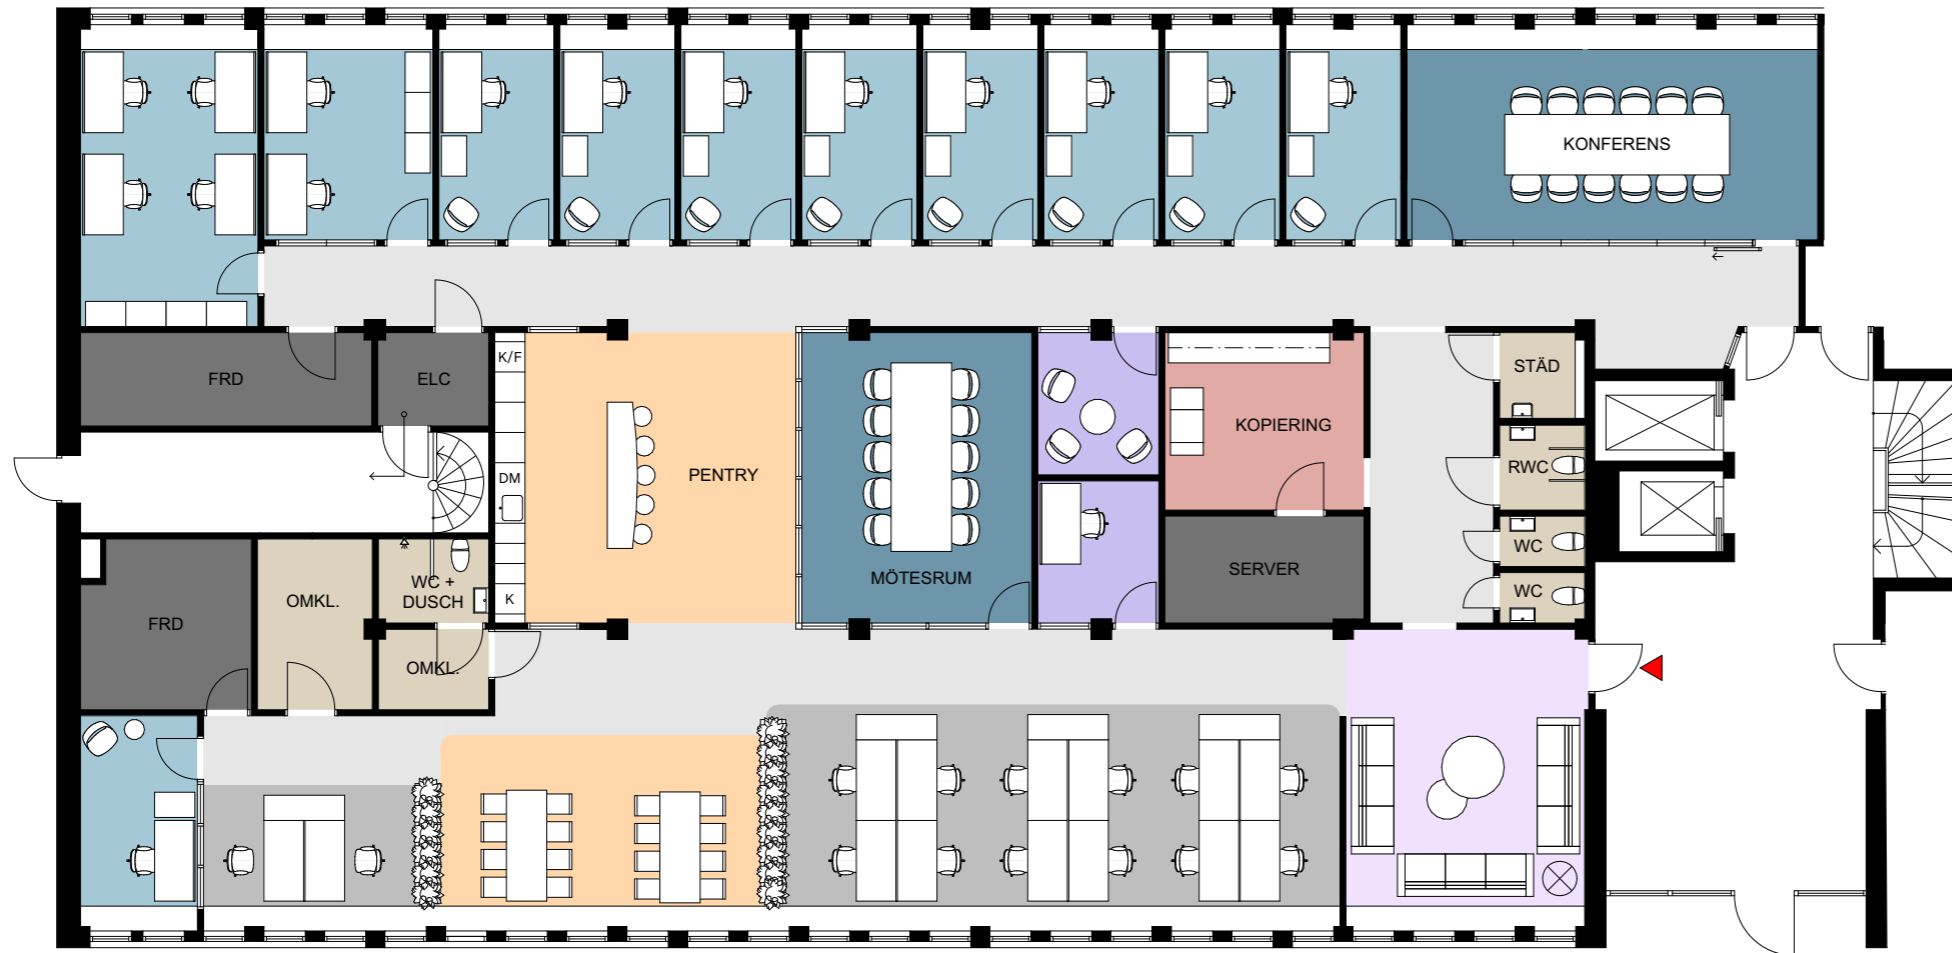 KONFERENS
K/F
FRD
ELC
STÄD
KOPIERING
PENTRY
DM
RWC
WC
SERVER
MÖTESRUM
WC +
DUSCH
WC
K
OMKL.
FRD
OMKL.